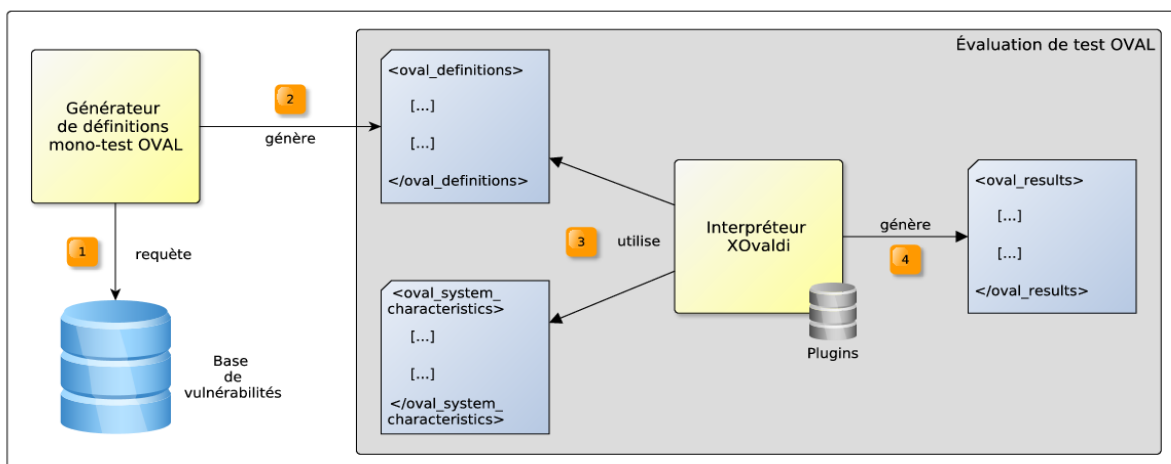 Évaluation de test OVAL
Générateur
de définitions
mono-test OVAL
2
génère
<oval_definitions>
[...]
[...]
</oval_definitions>
1
requète
Base
de
vulnérabilités
3
utilise
<oval_system_
characteristics>
[...]
[...]
</oval_system_
characteristics>
Interpréteur
XOvaldi
Plugins
génère
4
<oval_results>
[...]
[...]
</oval_results>